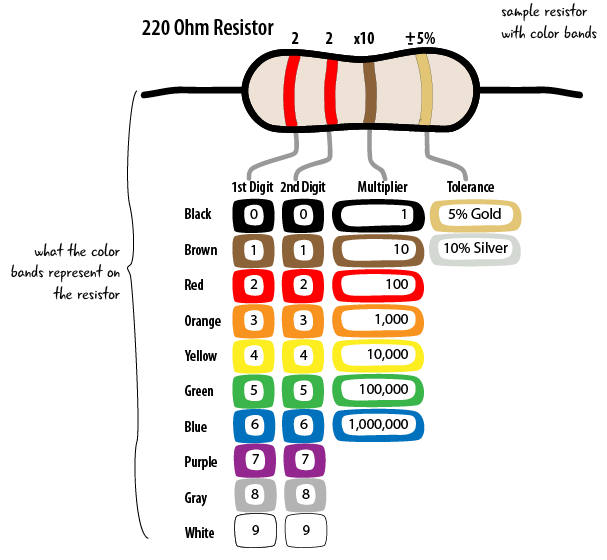 220 Ohm Resistor
sample resistor
with color bands
2 2 x10 ±5%
1st Digit 2nd Digit Multiplier Tolerance
Black 0 0 1 5% Gold
Brown 1 1 10 10% Silver
Red 2 2 100
Orange 3 3 1,000
Yellow 4 4 10,000
Green 5 5 100,000
Blue 6 6 1,000,000
Purple 7 7
Gray 8 8
White 9 9
what the color
bands represent on
the resistor